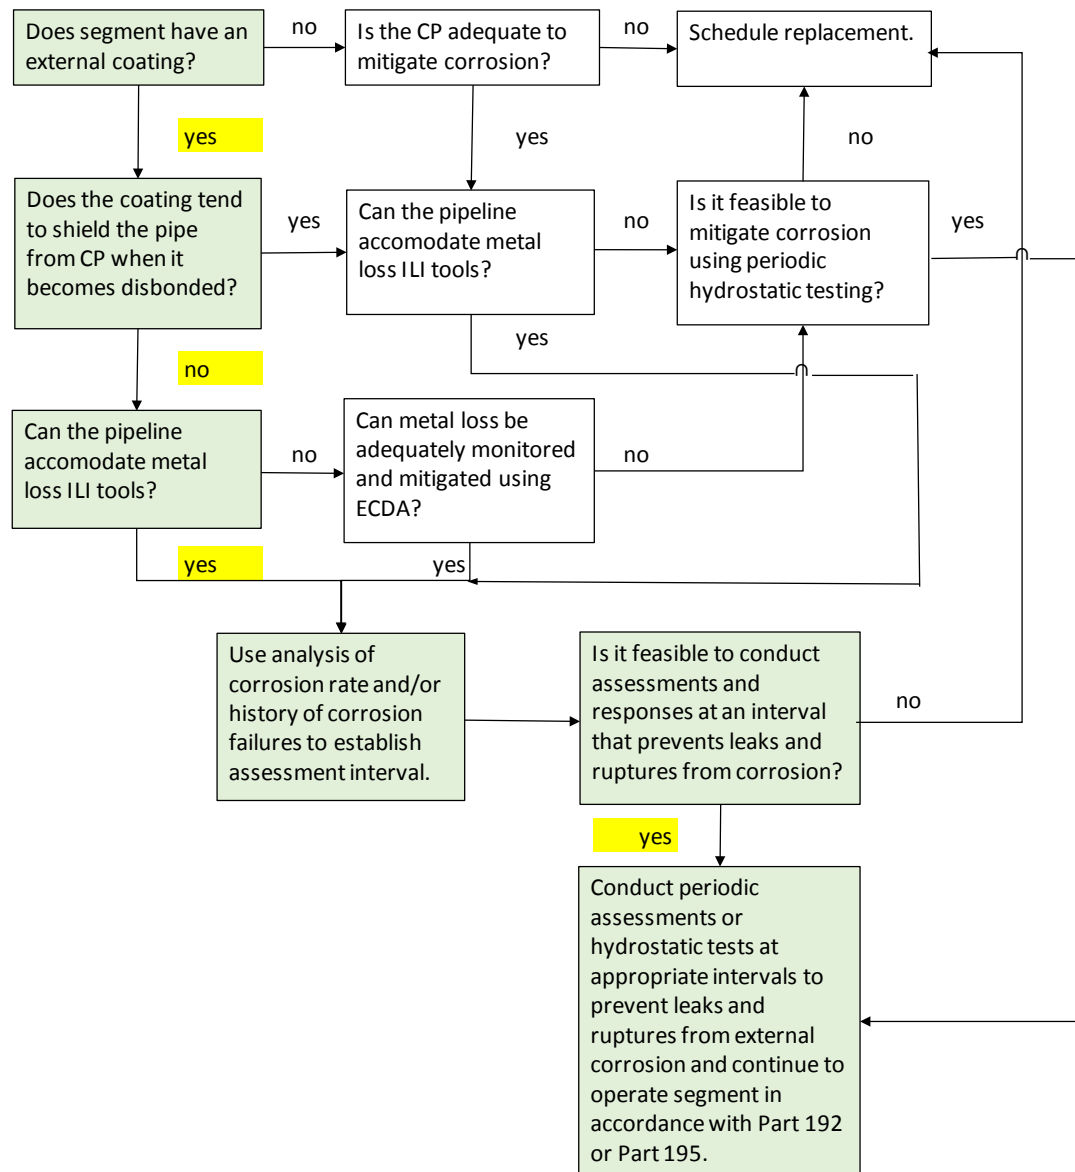 Does segment have an
external coating?
no
Is the CP adequate to
mitigate corrosion?
no
Schedule replacement.
yes
yes
no
Does the coating tend
to shield the pipe
from CP when it
becomes disbonded?
yes
Can the pipeline
accomodate metal
loss ILI tools?
no
Is it feasible to
mitigate corrosion
using periodic
hydrostatic testing?
yes
no
yes
Can the pipeline
accomodate metal
loss ILI tools?
no
Can metal loss be
adequately monitored
and mitigated using
ECDA?
no
yes
yes
Use analysis of
corrosion rate and/or
history of corrosion
failures to establish
assessment interval.
Is it feasible to conduct
assessments and
responses at an interval
that prevents leaks and
ruptures from corrosion?
no
yes
Conduct periodic
assessments or
hydrostatic tests at
appropriate intervals to
prevent leaks and
ruptures from external
corrosion and continue to
operate segment in
accordance with Part 192
or Part 195.